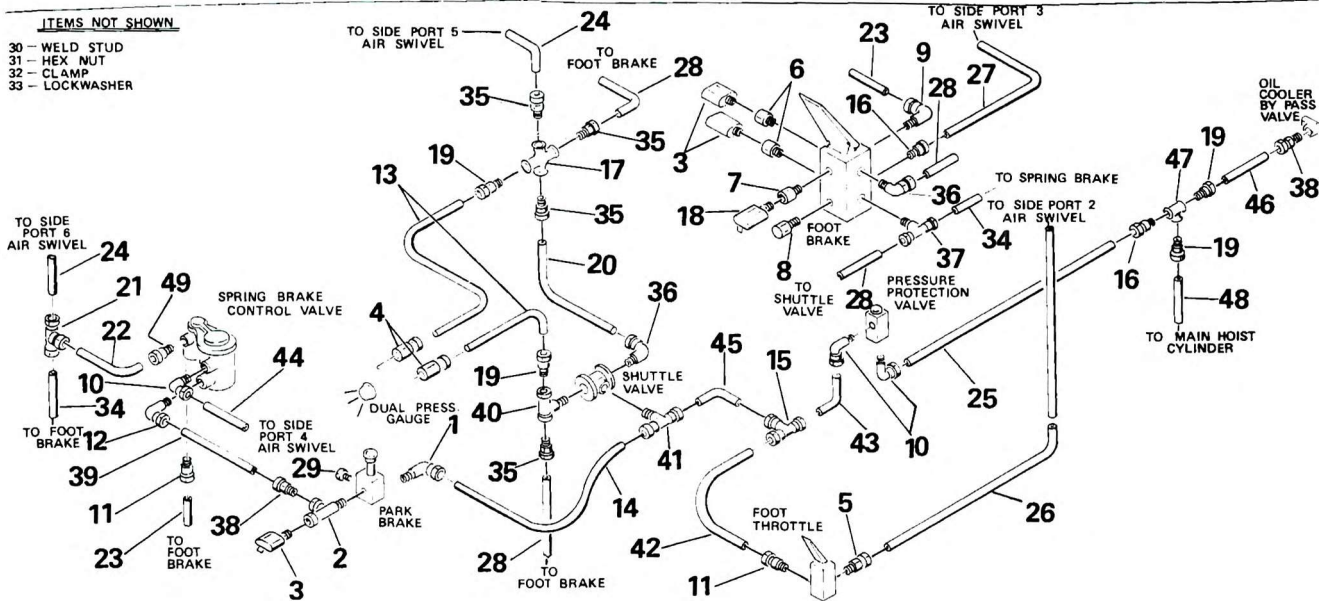 ITEMS NOT SHOWN
30 – WELD STUD
31 – HEX NUT
32 – CLAMP
33 – LOCKWASHER
TO SIDE PORT 5
AIR SWIVEL
24
TO
FOOT BRAKE
28
35
35
19
17
13
35
20
36
4
DUAL PRESS.
GAUGE
19
SHUTTLE
VALVE
40
35
41
45
15
14
28
TO
FOOT BRAKE
TO SIDE PORT 3
AIR SWIVEL
23
9
27
6
16
28
3
7
18
8
FOOT
BRAKE
36
TO SPRING BRAKE
34
37
28
TO
SHUTTLE
VALVE
TO SIDE PORT 2
AIR SWIVEL
PRESSURE
PROTECTION
VALVE
OIL
COOLER
BY PASS
VALVE
19
47
38
46
16
19
48
TO MAIN HOIST
CYLINDER
25
10
43
26
42
FOOT
THROTTLE
5
11
TO SIDE
PORT 6
AIR SWIVEL
24
49
21
SPRING BRAKE
CONTROL VALVE
22
10
44
34
TO FOOT
BRAKE
12
TO SIDE
PORT 4
AIR SWIVEL
39
29
1
11
38
PARK
BRAKE
23
TO
FOOT
BRAKE
2
3